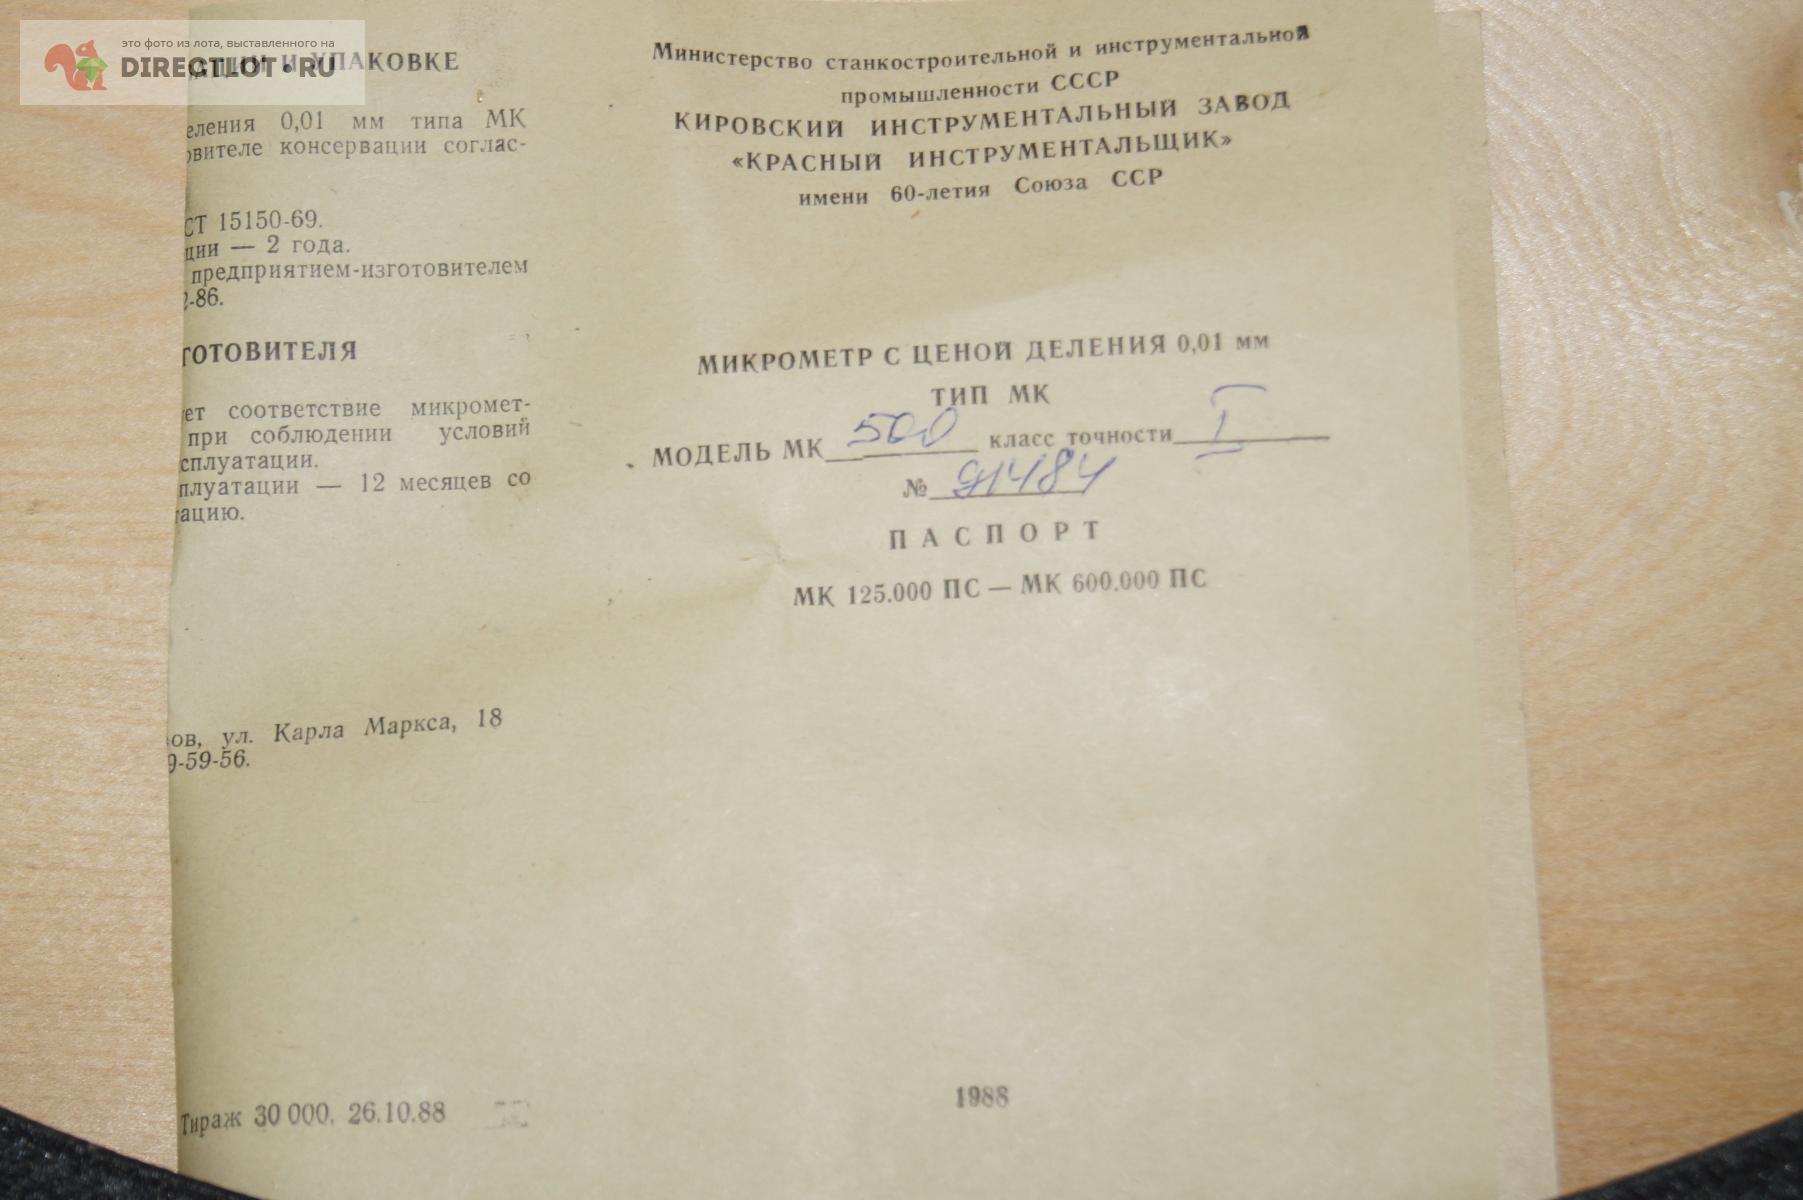 это фото из лота, выставленного на
DIRECTLOT.RU
УПАКОВКЕ
еления 0,01 мм типа МК
овителе консервации соглас-
СТ 15150-69.
ции — 2 года.
предприятием-изготовителем
2-86.
ГОТОВИТЕЛЯ
ует соответствие микромет-
при соблюдении условий
сплуатации.
плуатации — 12 месяцев со
тацию.
ов, ул. Карла Маркса, 18
9-59-56.
Тираж 30 000. 26.10.88
Министерство станкостроительной и инструментальной
промышленности СССР
КИРОВСКИЙ ИНСТРУМЕНТАЛЬНЫЙ ЗАВОД
«КРАСНЫЙ ИНСТРУМЕНТАЛЬЩИК»
имени 60-летия Союза ССР
МИКРОМЕТР С ЦЕНОЙ ДЕЛЕНИЯ 0,01 мм
ТИП МК
МОДЕЛЬ МК 500 класс точности I
№ 91484
ПАСПОРТ
МК 125.000 ПС — МК 600.000 ПС
1988